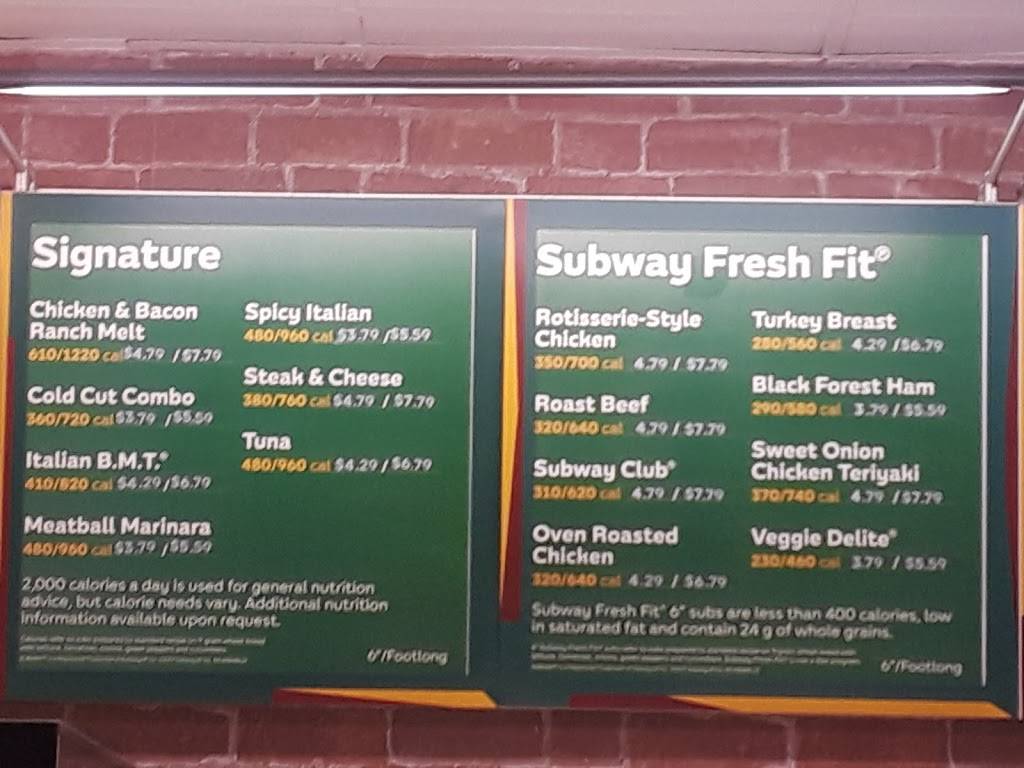 Signature
Chicken & Bacon
Ranch Melt
610/1220 cal $4.79 / $7.79
Cold Cut Combo
360/720 cal $3.79 / $5.59
Italian B.M.T.®
410/820 cal $4.29 / $6.79
Meatball Marinara
480/960 cal $3.79 / $5.59
Spicy Italian
480/960 cal $3.79 / $5.59
Steak & Cheese
380/760 cal $4.79 / $7.79
Tuna
480/960 cal $4.29 / $6.79
2,000 calories a day is used for general nutrition
advice, but calorie needs vary. Additional nutrition
information available upon request.
6"/Footlong
Subway Fresh Fit®
Rotisserie-Style
Chicken
350/700 cal 4.79 / $7.79
Roast Beef
320/640 cal 4.79 / $7.79
Subway Club®
310/620 cal 4.79 / $7.79
Oven Roasted
Chicken
320/640 cal 4.29 / $6.79
Turkey Breast
280/560 cal 4.29 / $6.79
Black Forest Ham
290/580 cal 3.79 / $5.59
Sweet Onion
Chicken Teriyaki
370/740 cal 4.79 / $7.79
Veggie Delite®
230/460 cal 3.79 / $5.59
Subway Fresh Fit® 6" subs are less than 400 calories, low
in saturated fat and contain 24 g of whole grains.
6"/Footlong